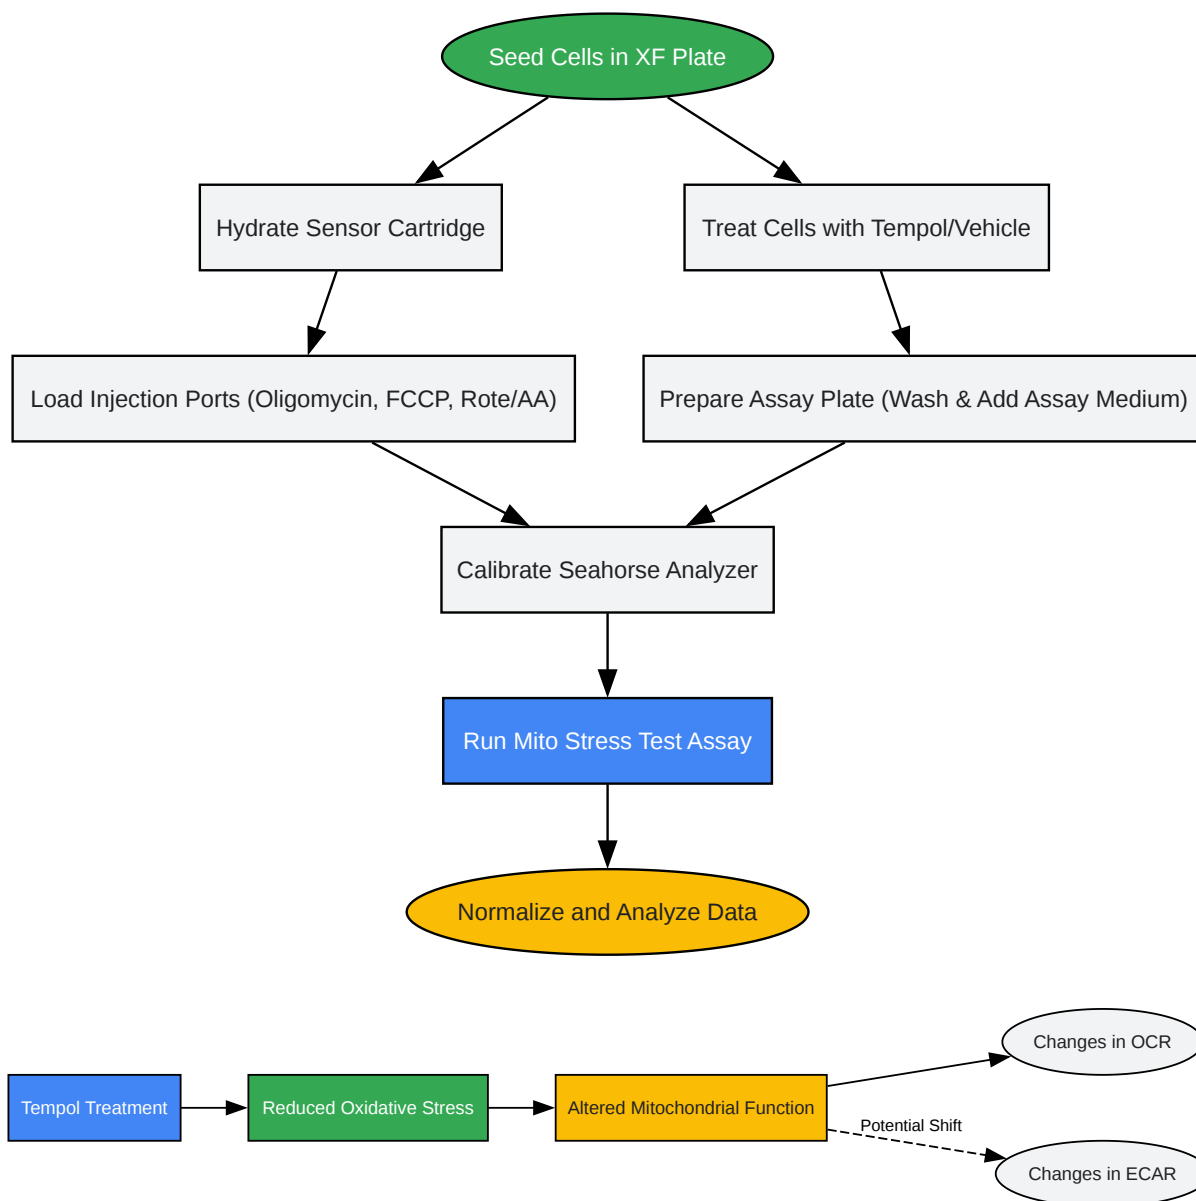 Seed Cells in XF Plate
Hydrate Sensor Cartridge
Treat Cells with Tempol/Vehicle
Load Injection Ports (Oligomycin, FCCP, Rote/AA)
Prepare Assay Plate (Wash & Add Assay Medium)
Calibrate Seahorse Analyzer
Run Mito Stress Test Assay
Normalize and Analyze Data
Changes in OCR
Tempol Treatment
Reduced Oxidative Stress
Altered Mitochondrial Function
Potential Shift
Changes in ECAR